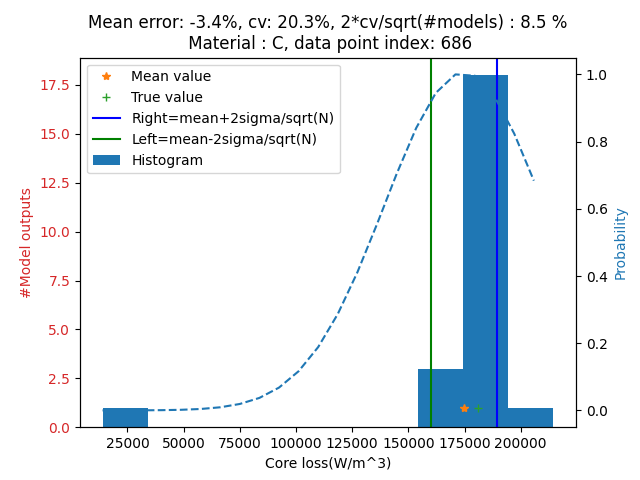 Mean error: -3.4%, cv: 20.3%, 2*cv/sqrt(#models) : 8.5 %
Material : C, data point index: 686
Mean value
True value
Right=mean+2sigma/sqrt(N)
Left=mean-2sigma/sqrt(N)
Histogram
17.5
15.0
12.5
10.0
7.5
5.0
2.5
0.0
#Model outputs
1.0
0.8
0.6
0.4
0.2
0.0
Probability
25000 50000 75000 100000 125000 150000 175000 200000
Core loss(W/m^3)